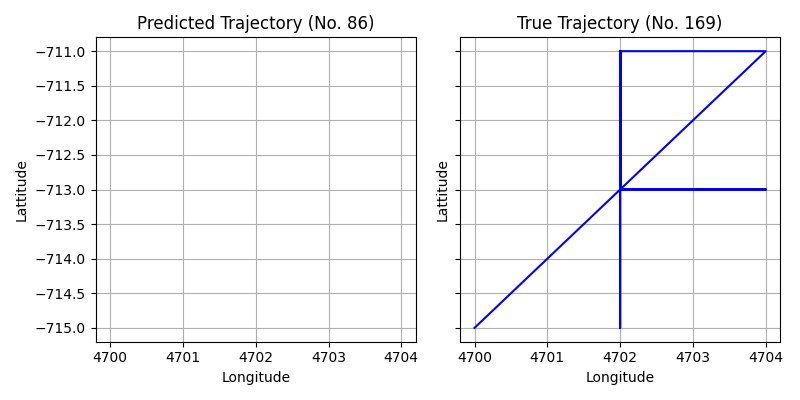 Predicted Trajectory (No. 86)
Lattitude
−711.0
−711.5
−712.0
−712.5
−713.0
−713.5
−714.0
−714.5
−715.0
4700 4701 4702 4703 4704
Longitude
True Trajectory (No. 169)
Lattitude
4700 4701 4702 4703 4704
Longitude